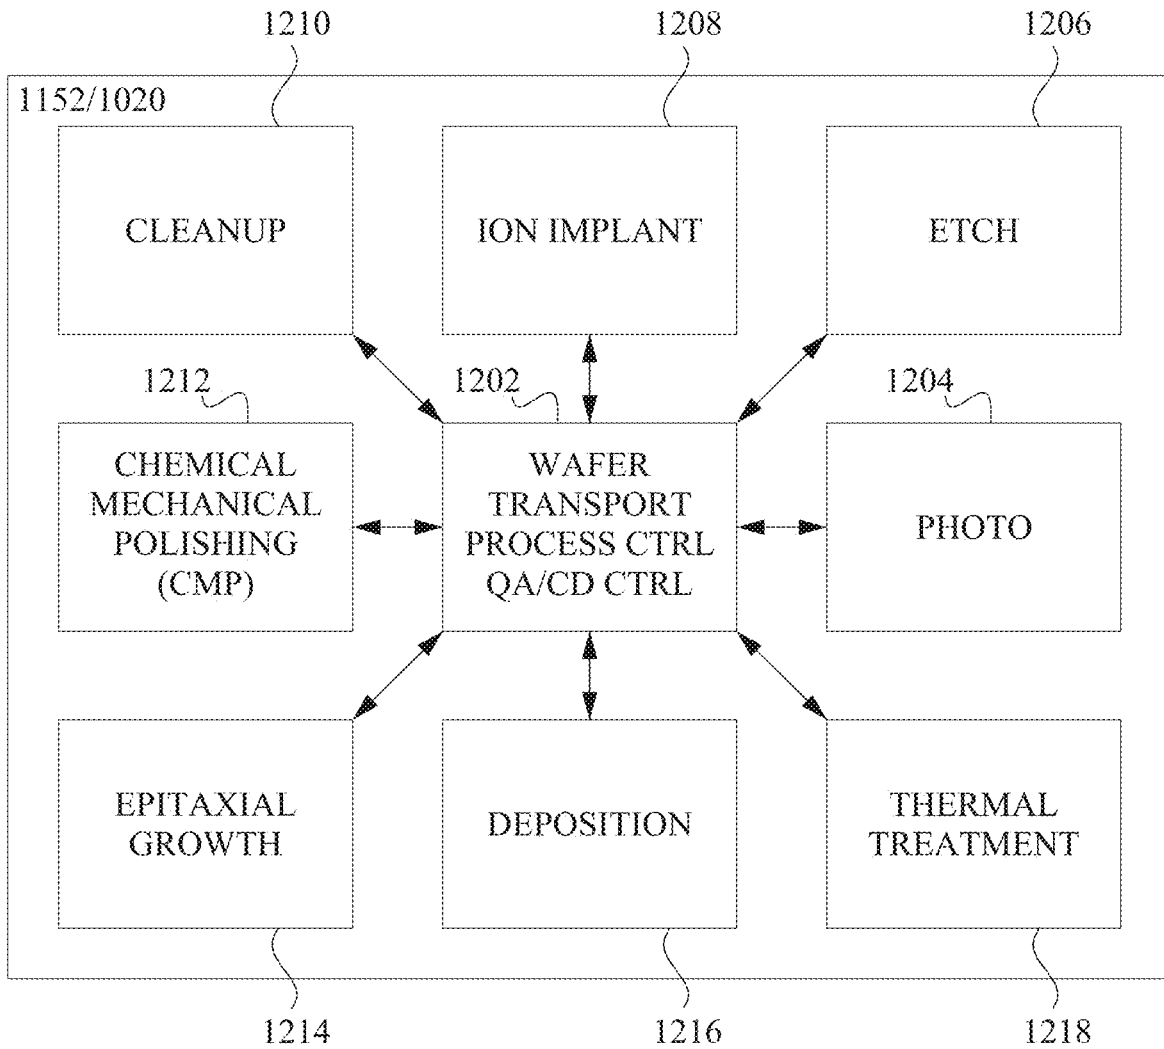 1210
1208
1206
1152/1020
CLEANUP
ION IMPLANT
ETCH
1212
1202
1204
CHEMICAL
MECHANICAL
POLISHING
(CMP)
WAFER
TRANSPORT
PROCESS CTRL
QA/CD CTRL
PHOTO
EPITAXIAL
GROWTH
DEPOSITION
THERMAL
TREATMENT
1214
1216
1218